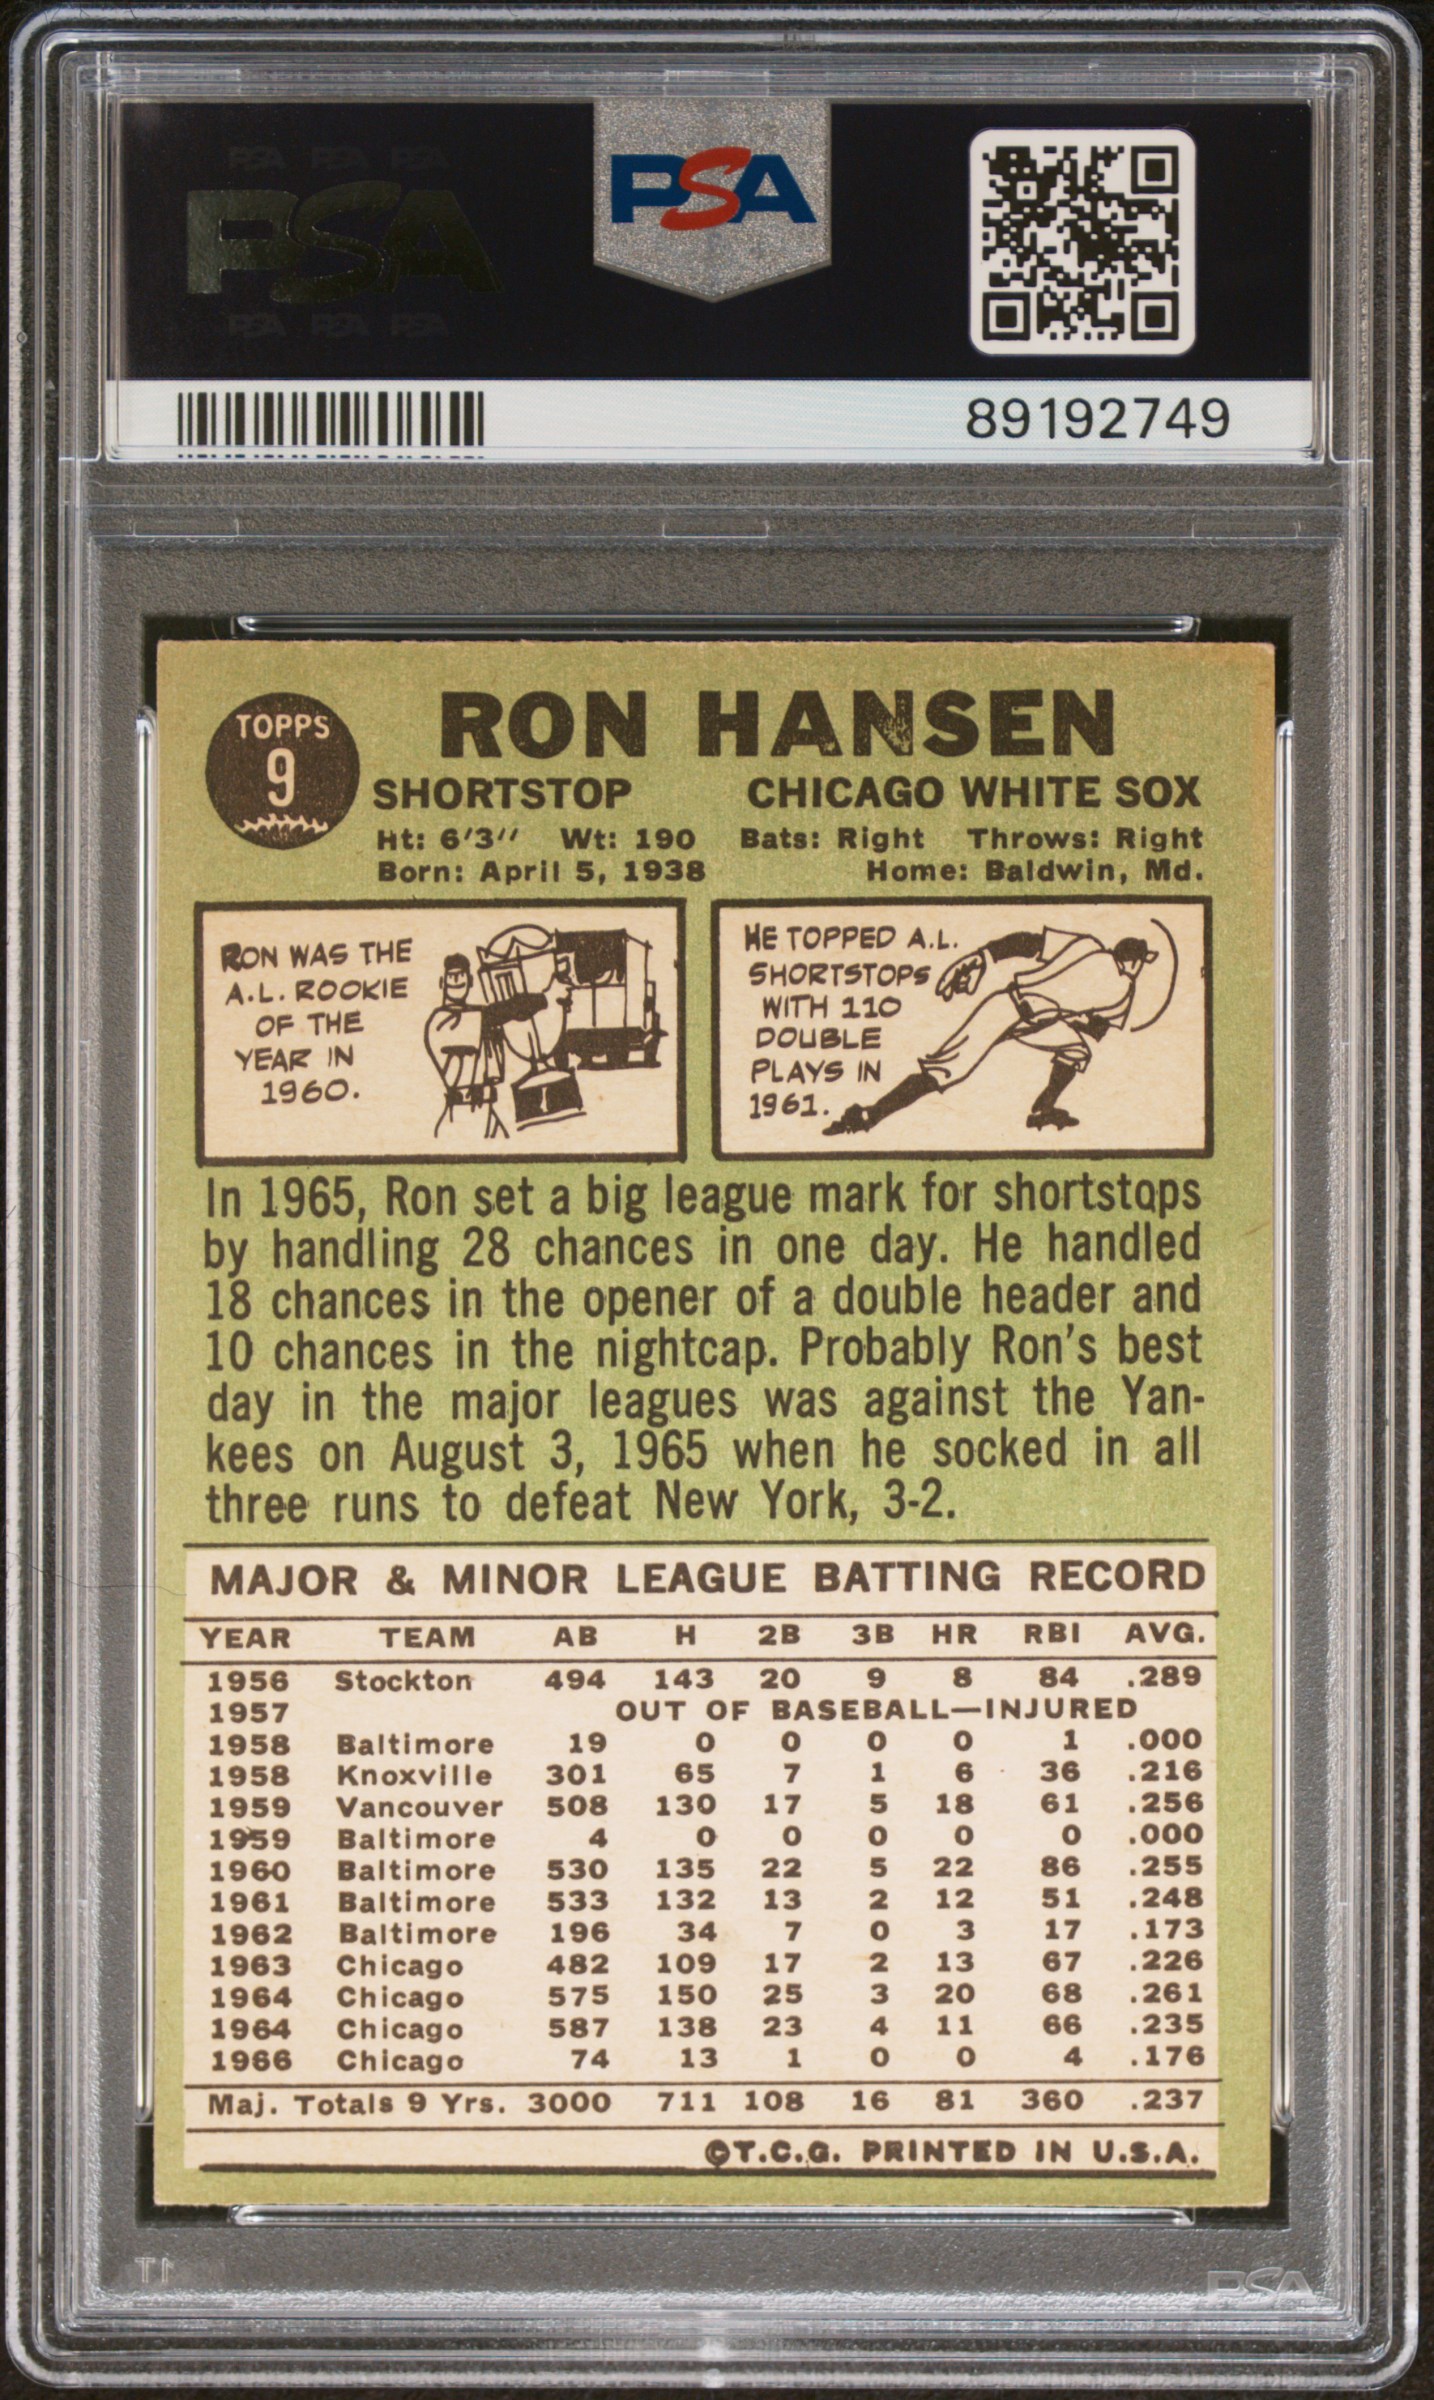 PSA PSA PSA
PSA
PSA PSA PSA
PSA
89192749
TOPPS
9
RON HANSEN
SHORTSTOP CHICAGO WHITE SOX
Ht: 6'3" Wt: 190 Bats: Right Throws: Right
Born: April 5, 1938 Home: Baldwin, Md.
RON WAS THE
A.L. ROOKIE
OF THE
YEAR IN
1960.
HE TOPPED A.L.
SHORTSTOPS
WITH 110
DOUBLE
PLAYS IN
1961.
In 1965, Ron set a big league mark for shortstops
by handling 28 chances in one day. He handled
18 chances in the opener of a double header and
10 chances in the nightcap. Probably Ron's best
day in the major leagues was against the Yan-
kees on August 3, 1965 when he socked in all
three runs to defeat New York, 3-2.
MAJOR & MINOR LEAGUE BATTING RECORD
YEAR TEAM AB H 2B 3B HR RBI AVG.
1956 Stockton 494 143 20 9 8 84 .289
1957 OUT OF BASEBALL—INJURED
1958 Baltimore 19 0 0 0 0 1 .000
1958 Knoxville 301 65 7 1 6 36 .216
1959 Vancouver 508 130 17 5 18 61 .256
1959 Baltimore 4 0 0 0 0 0 .000
1960 Baltimore 530 135 22 5 22 86 .255
1961 Baltimore 533 132 13 2 12 51 .248
1962 Baltimore 196 34 7 0 3 17 .173
1963 Chicago 482 109 17 2 13 67 .226
1964 Chicago 575 150 25 3 20 68 .261
1964 Chicago 587 138 23 4 11 66 .235
1966 Chicago 74 13 1 0 0 4 .176
Maj. Totals 9 Yrs. 3000 711 108 16 81 360 .237
©T.C.G. PRINTED IN U.S.A.
PSA